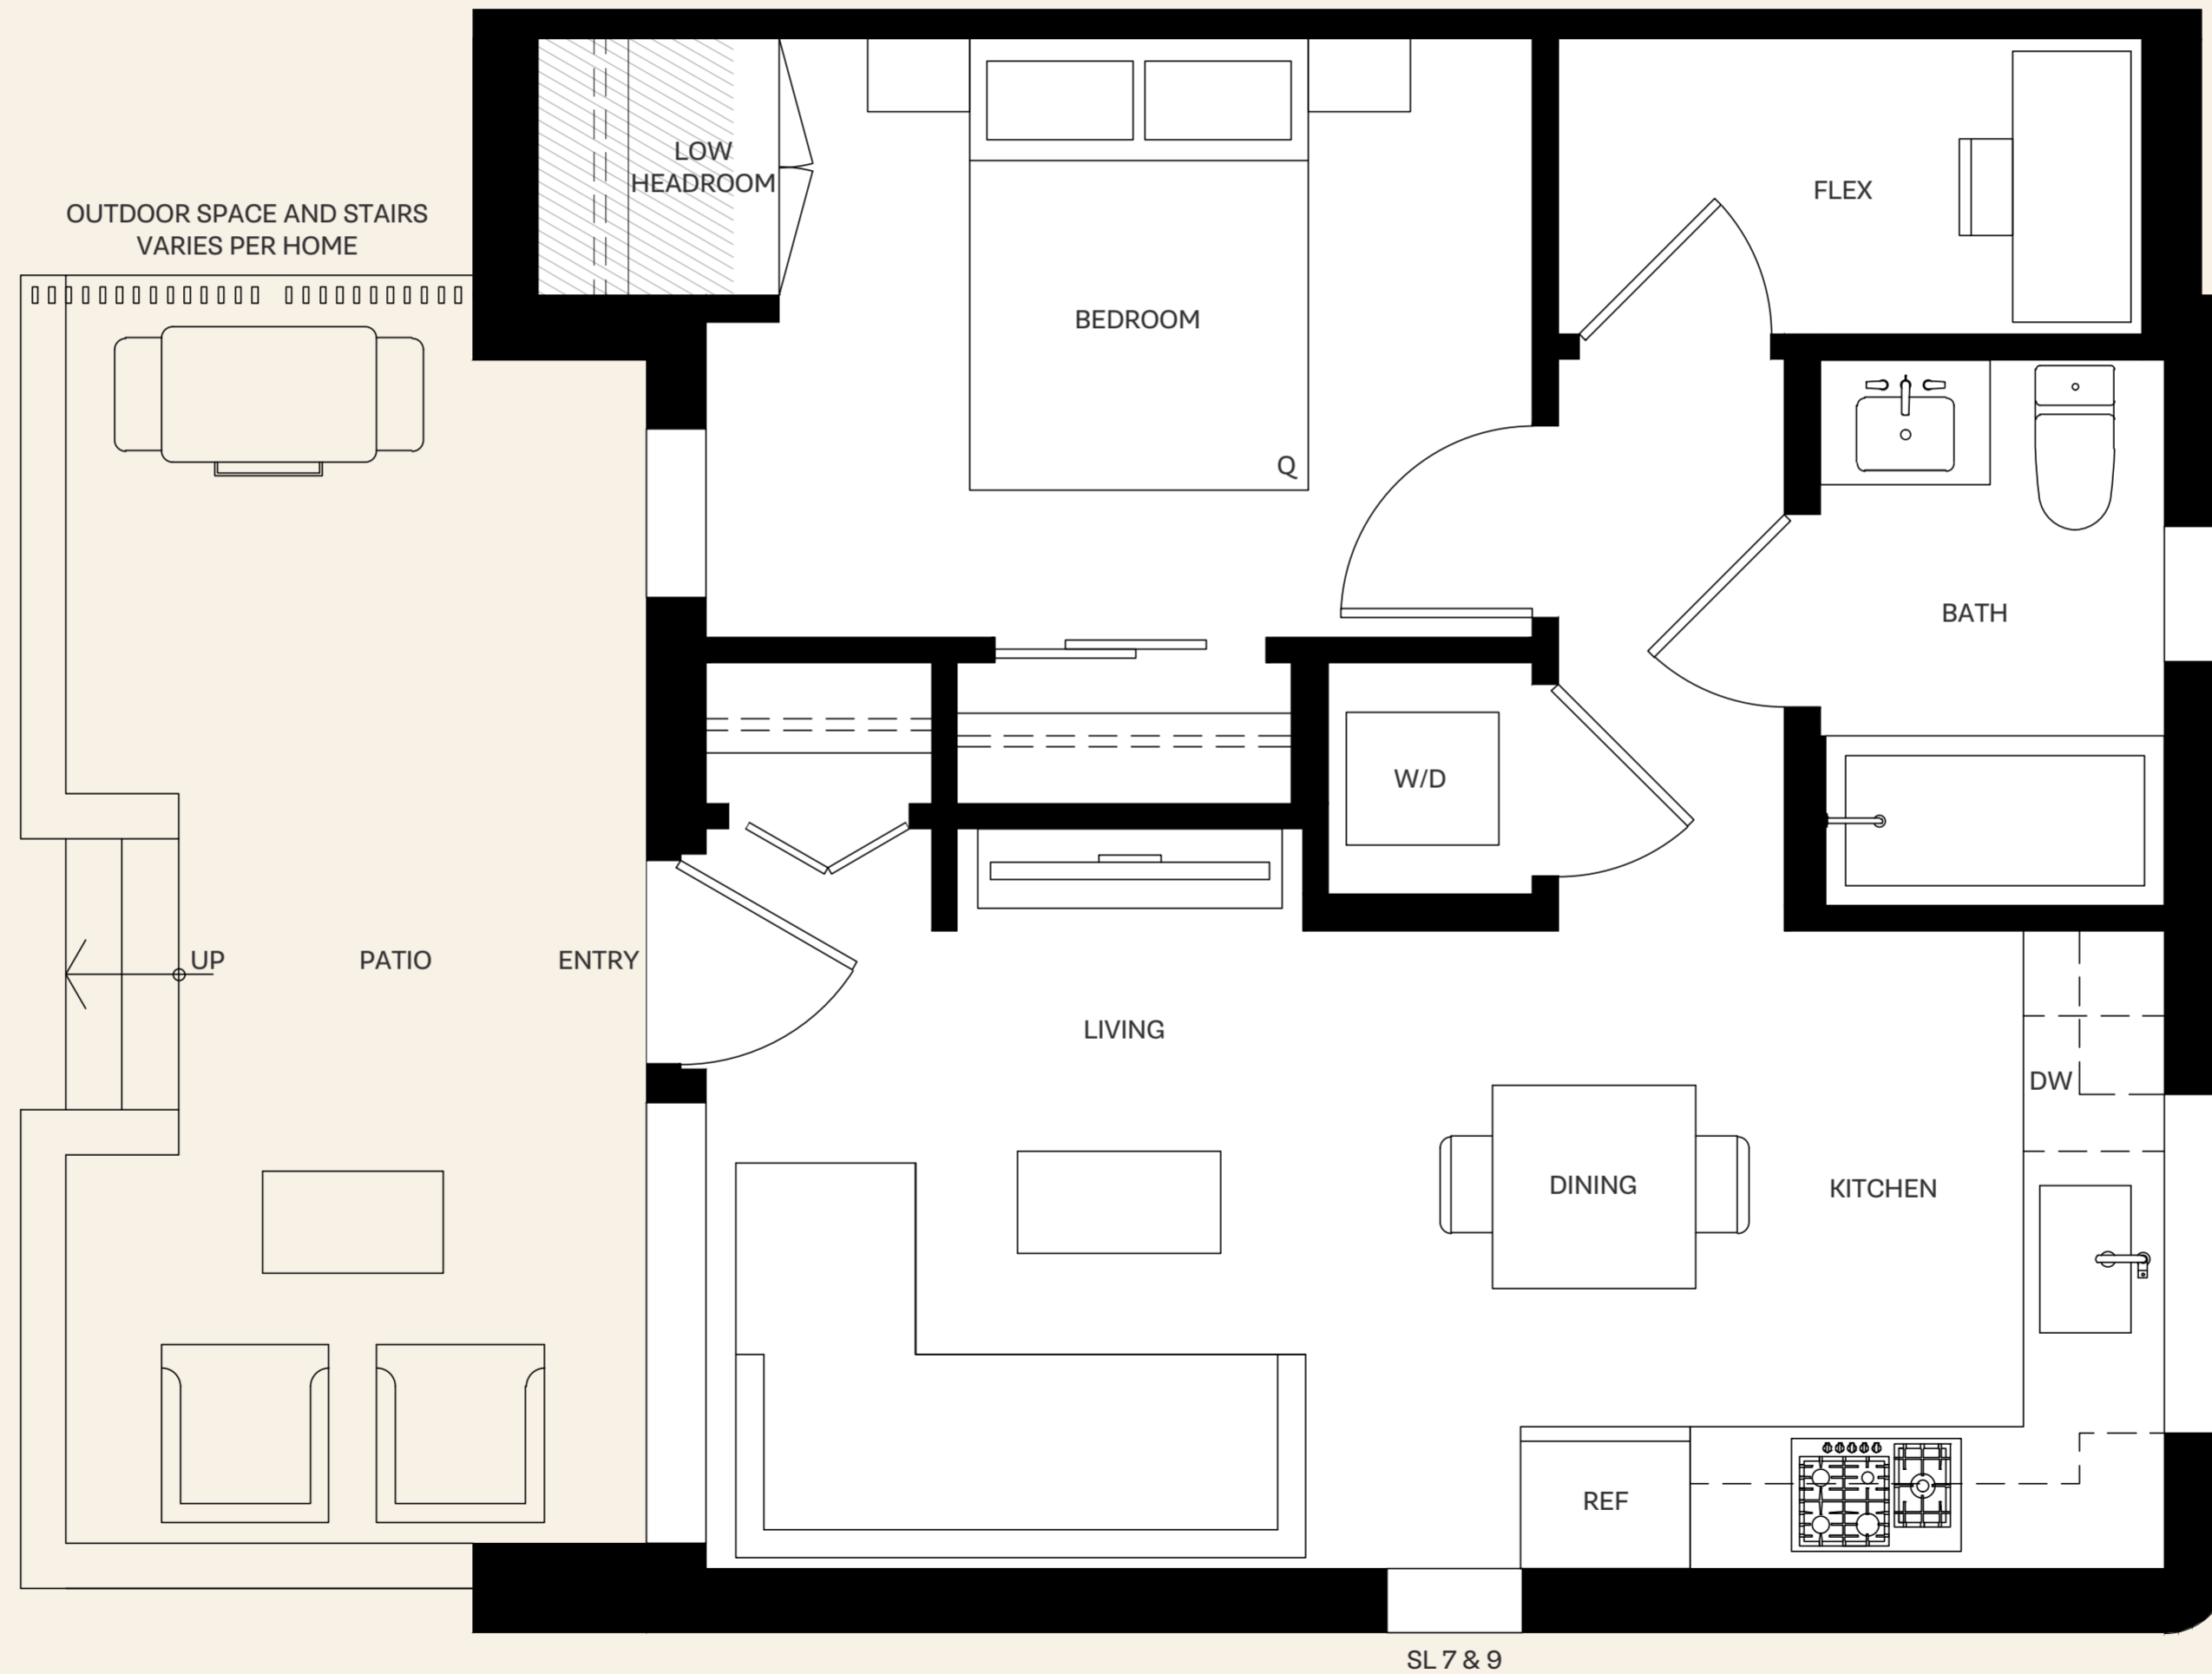 LOW
HEADROOM
FLEX
OUTDOOR SPACE AND STAIRS
VARIES PER HOME
BEDROOM
Q
BATH
W/D
UP
PATIO
ENTRY
LIVING
DW
DINING
KITCHEN
REF
SL 7 & 9